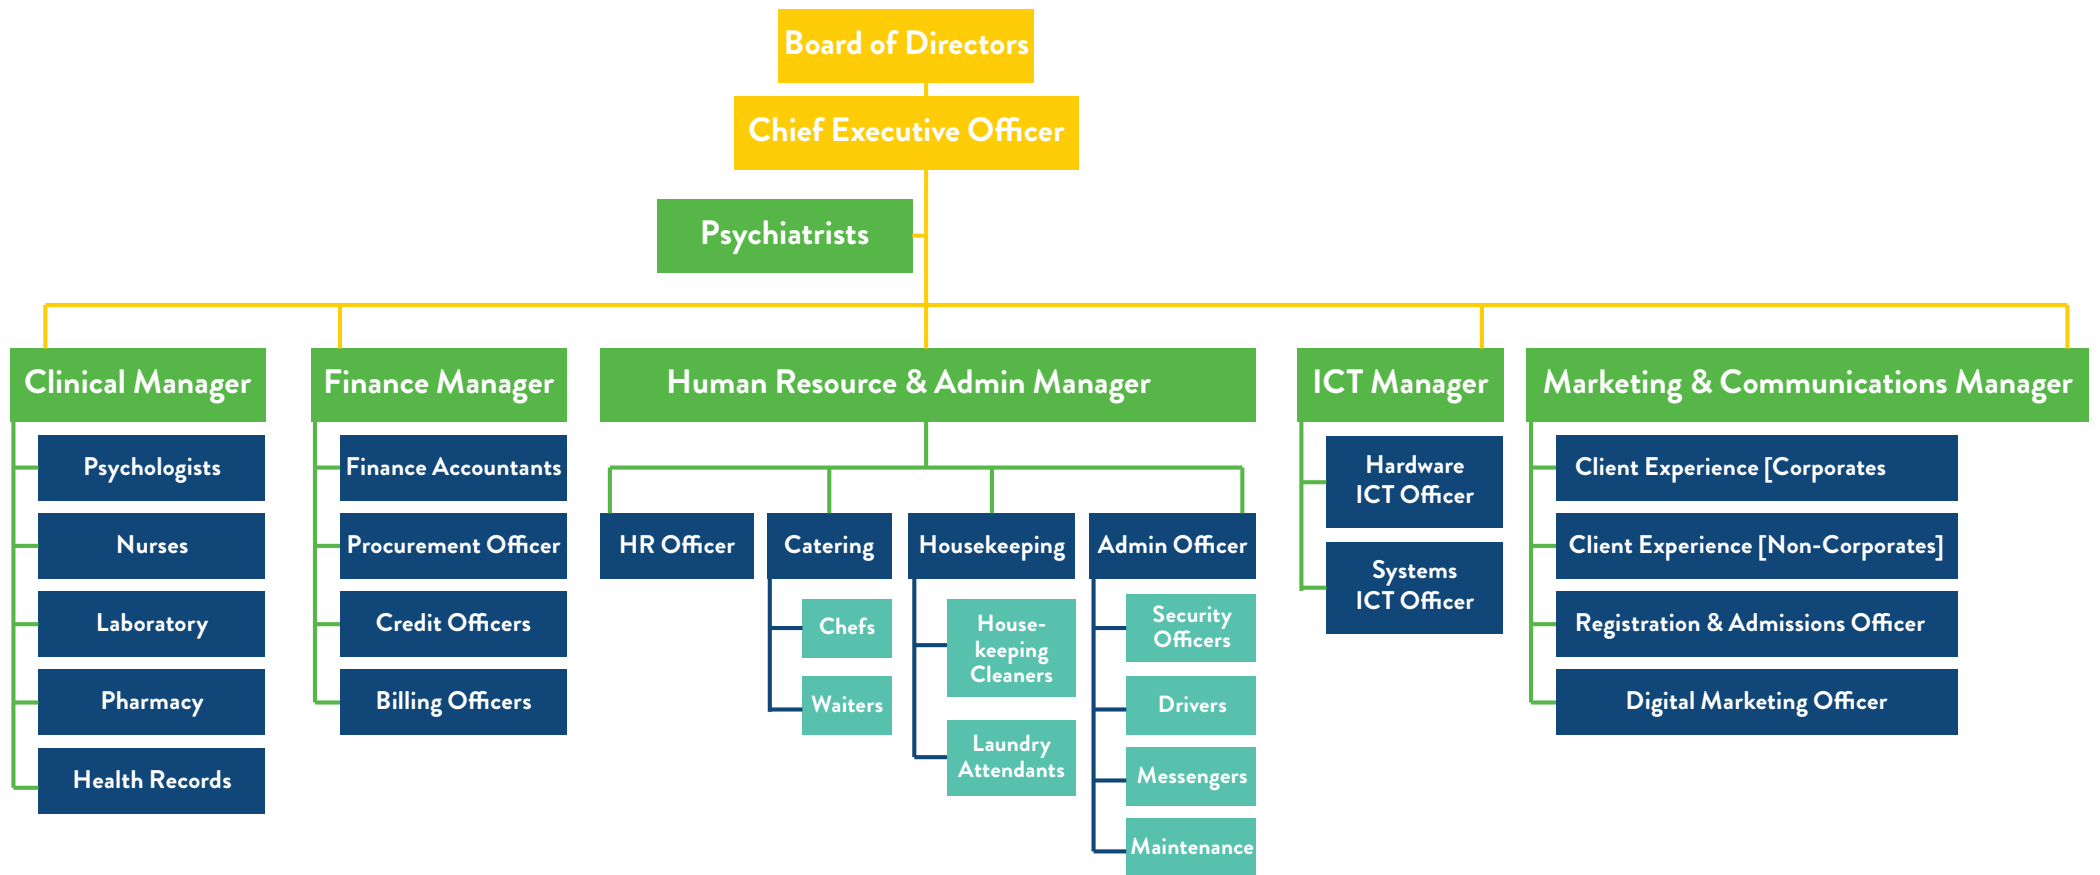 Board of Directors
Chief Executive Officer
Psychiatrists
Clinical Manager
Psychologists
Nurses
Laboratory
Pharmacy
Health Records
Finance Manager
Finance Accountants
Procurement Officer
Credit Officers
Billing Officers
Human Resource & Admin Manager
HR Officer
Catering
Chefs
Waiters
Housekeeping
House-
keeping
Cleaners
Laundry
Attendants
Admin Officer
Security
Officers
Drivers
Messengers
Maintenance
ICT Manager
Hardware
ICT Officer
Systems
ICT Officer
Marketing & Communications Manager
Client Experience [Corporates
Client Experience [Non-Corporates]
Registration & Admissions Officer
Digital Marketing Officer